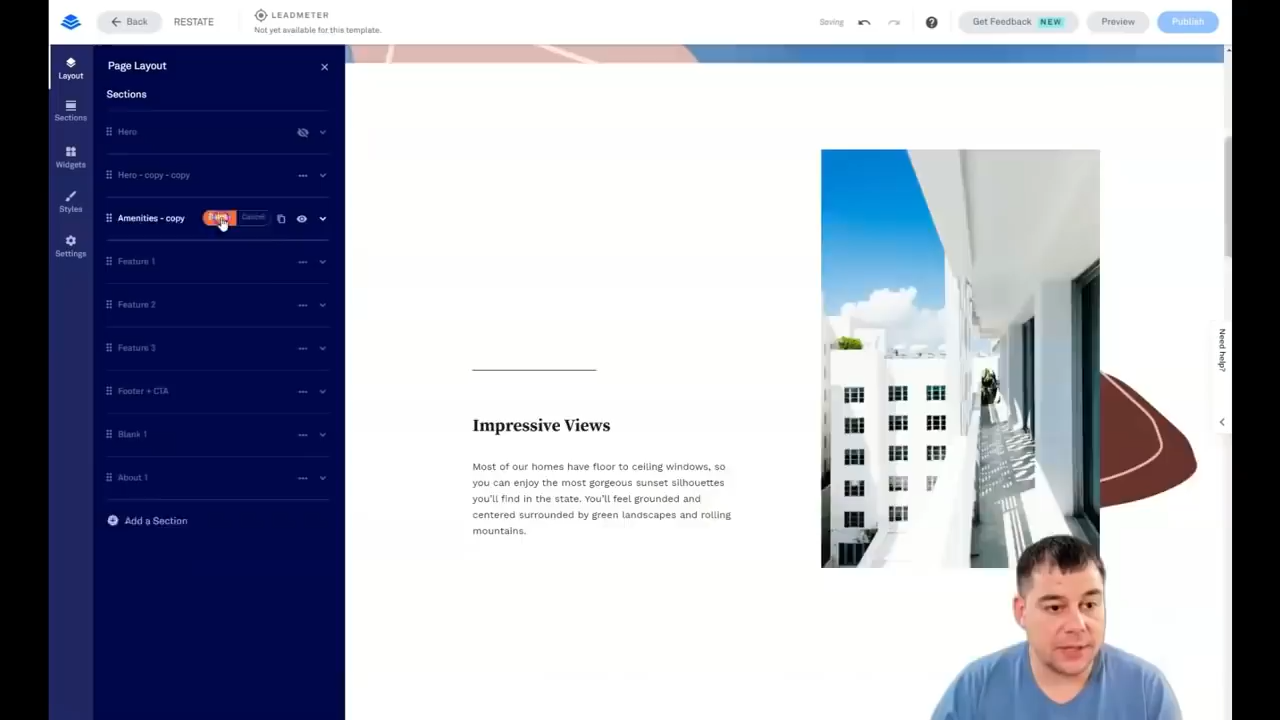 Back
RESTATE
LEADMETER
Not yet available for this template.
Saving
Get Feedback NEW
Preview
Publish
Layout
Sections
Widgets
Styles
Settings
Page Layout
Sections
Hero
Hero - copy - copy
Amenities - copy
Cancel
Feature 1
Feature 2
Feature 3
Footer + CTA
Blank 1
About 1
Add a Section
Impressive Views
Most of our homes have floor to ceiling windows, so
you can enjoy the most gorgeous sunset silhouettes
you'll find in the state. You'll feel grounded and
centered surrounded by green landscapes and rolling
mountains.
Need help?